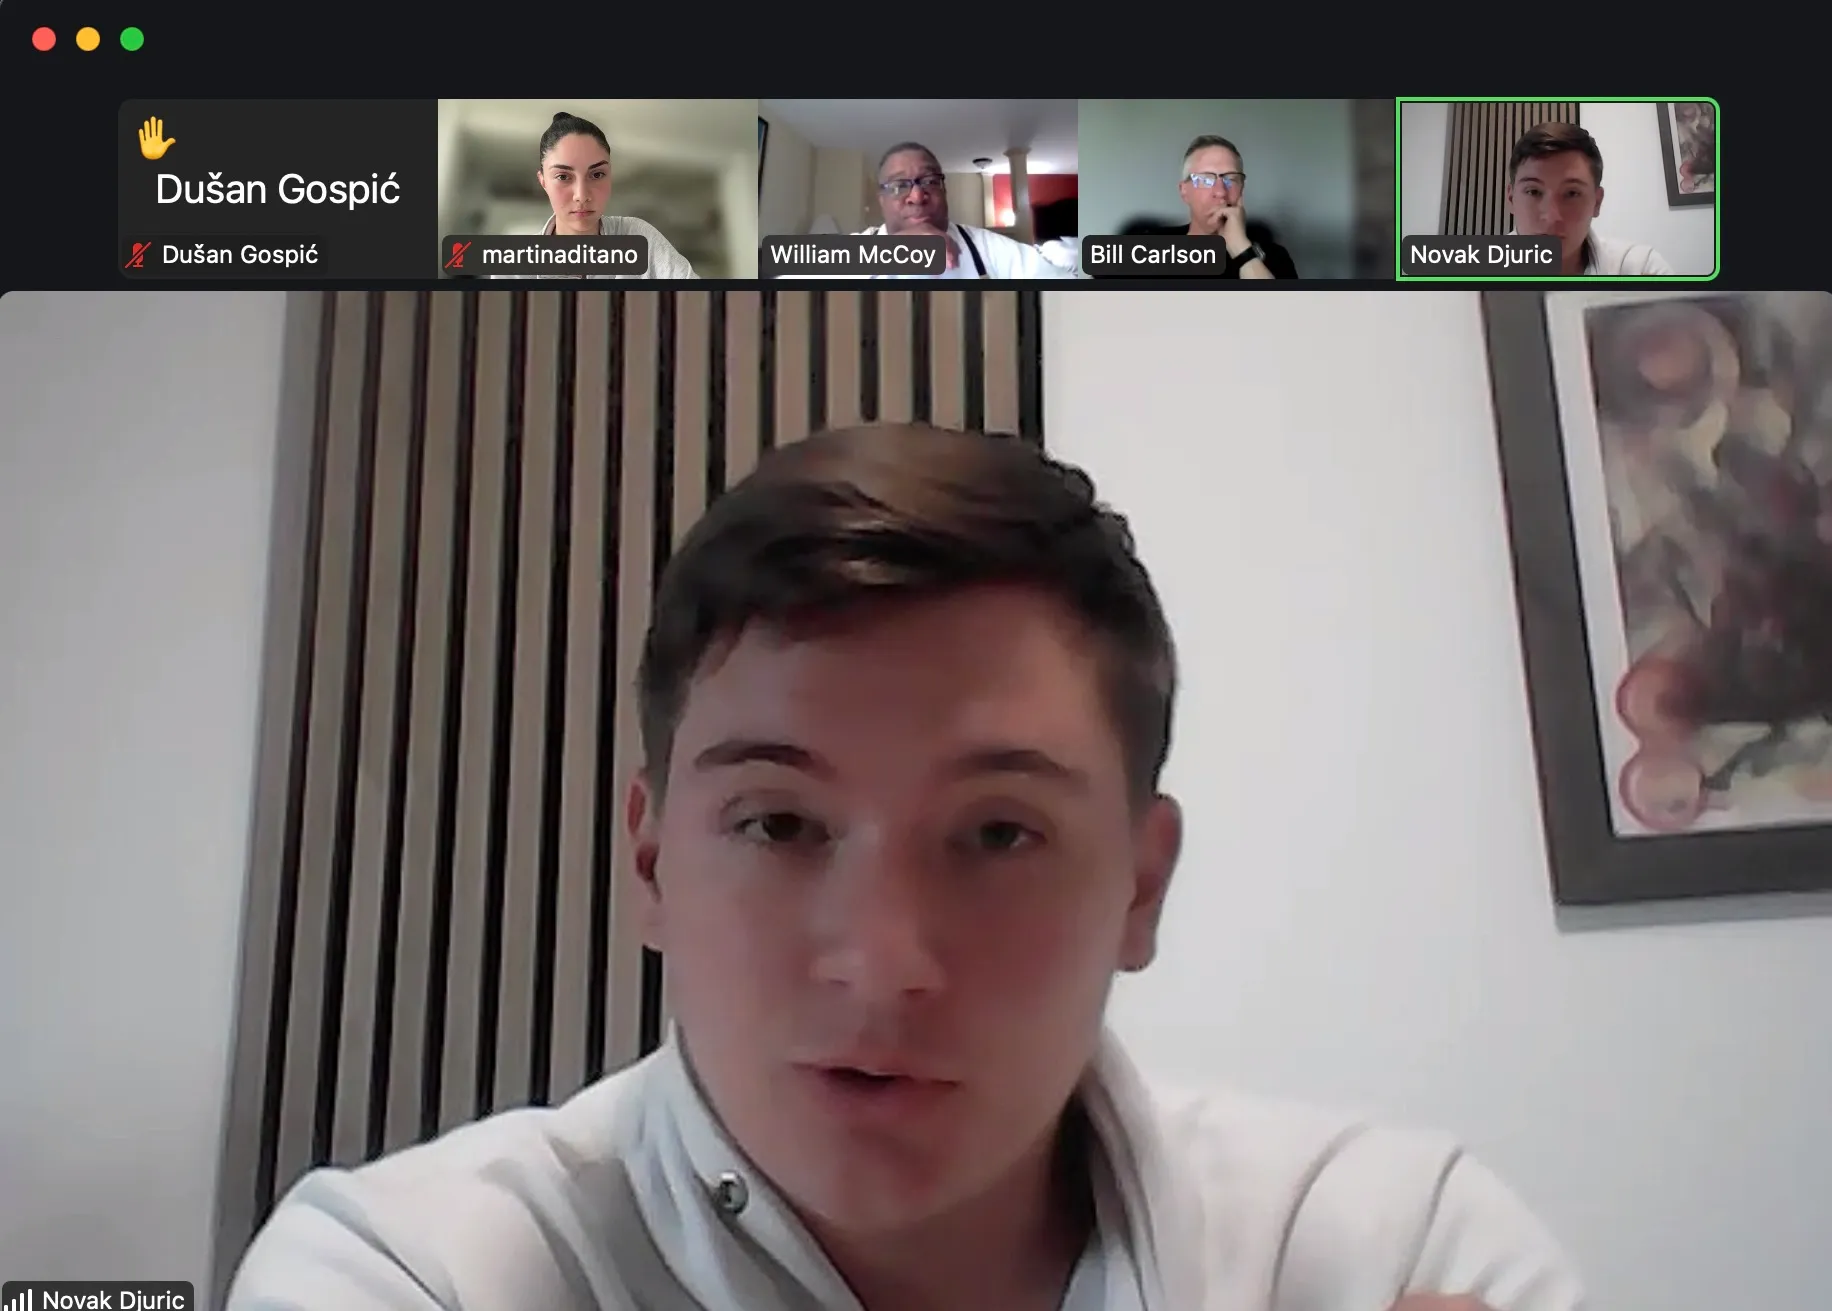 Dušan Gospić
Dušan Gospić
martinaditano
William McCoy
Bill Carlson
Novak Djuric
Novak Djuric